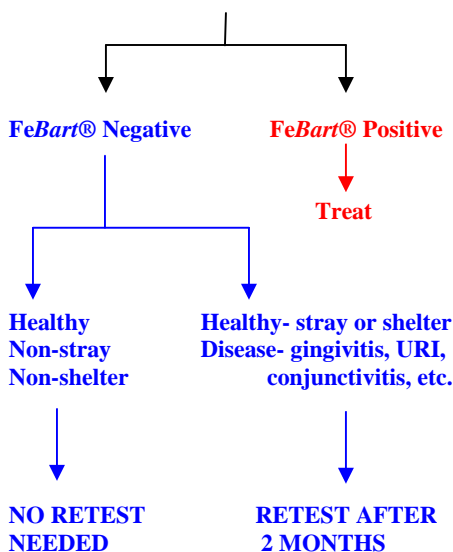 FeBart® Negative
FeBart® Positive
Treat
Healthy
Non-stray
Non-shelter
Healthy- stray or shelter
Disease- gingivitis, URI,
conjunctivitis, etc.
NO RETEST
NEEDED
RETEST AFTER
2 MONTHS